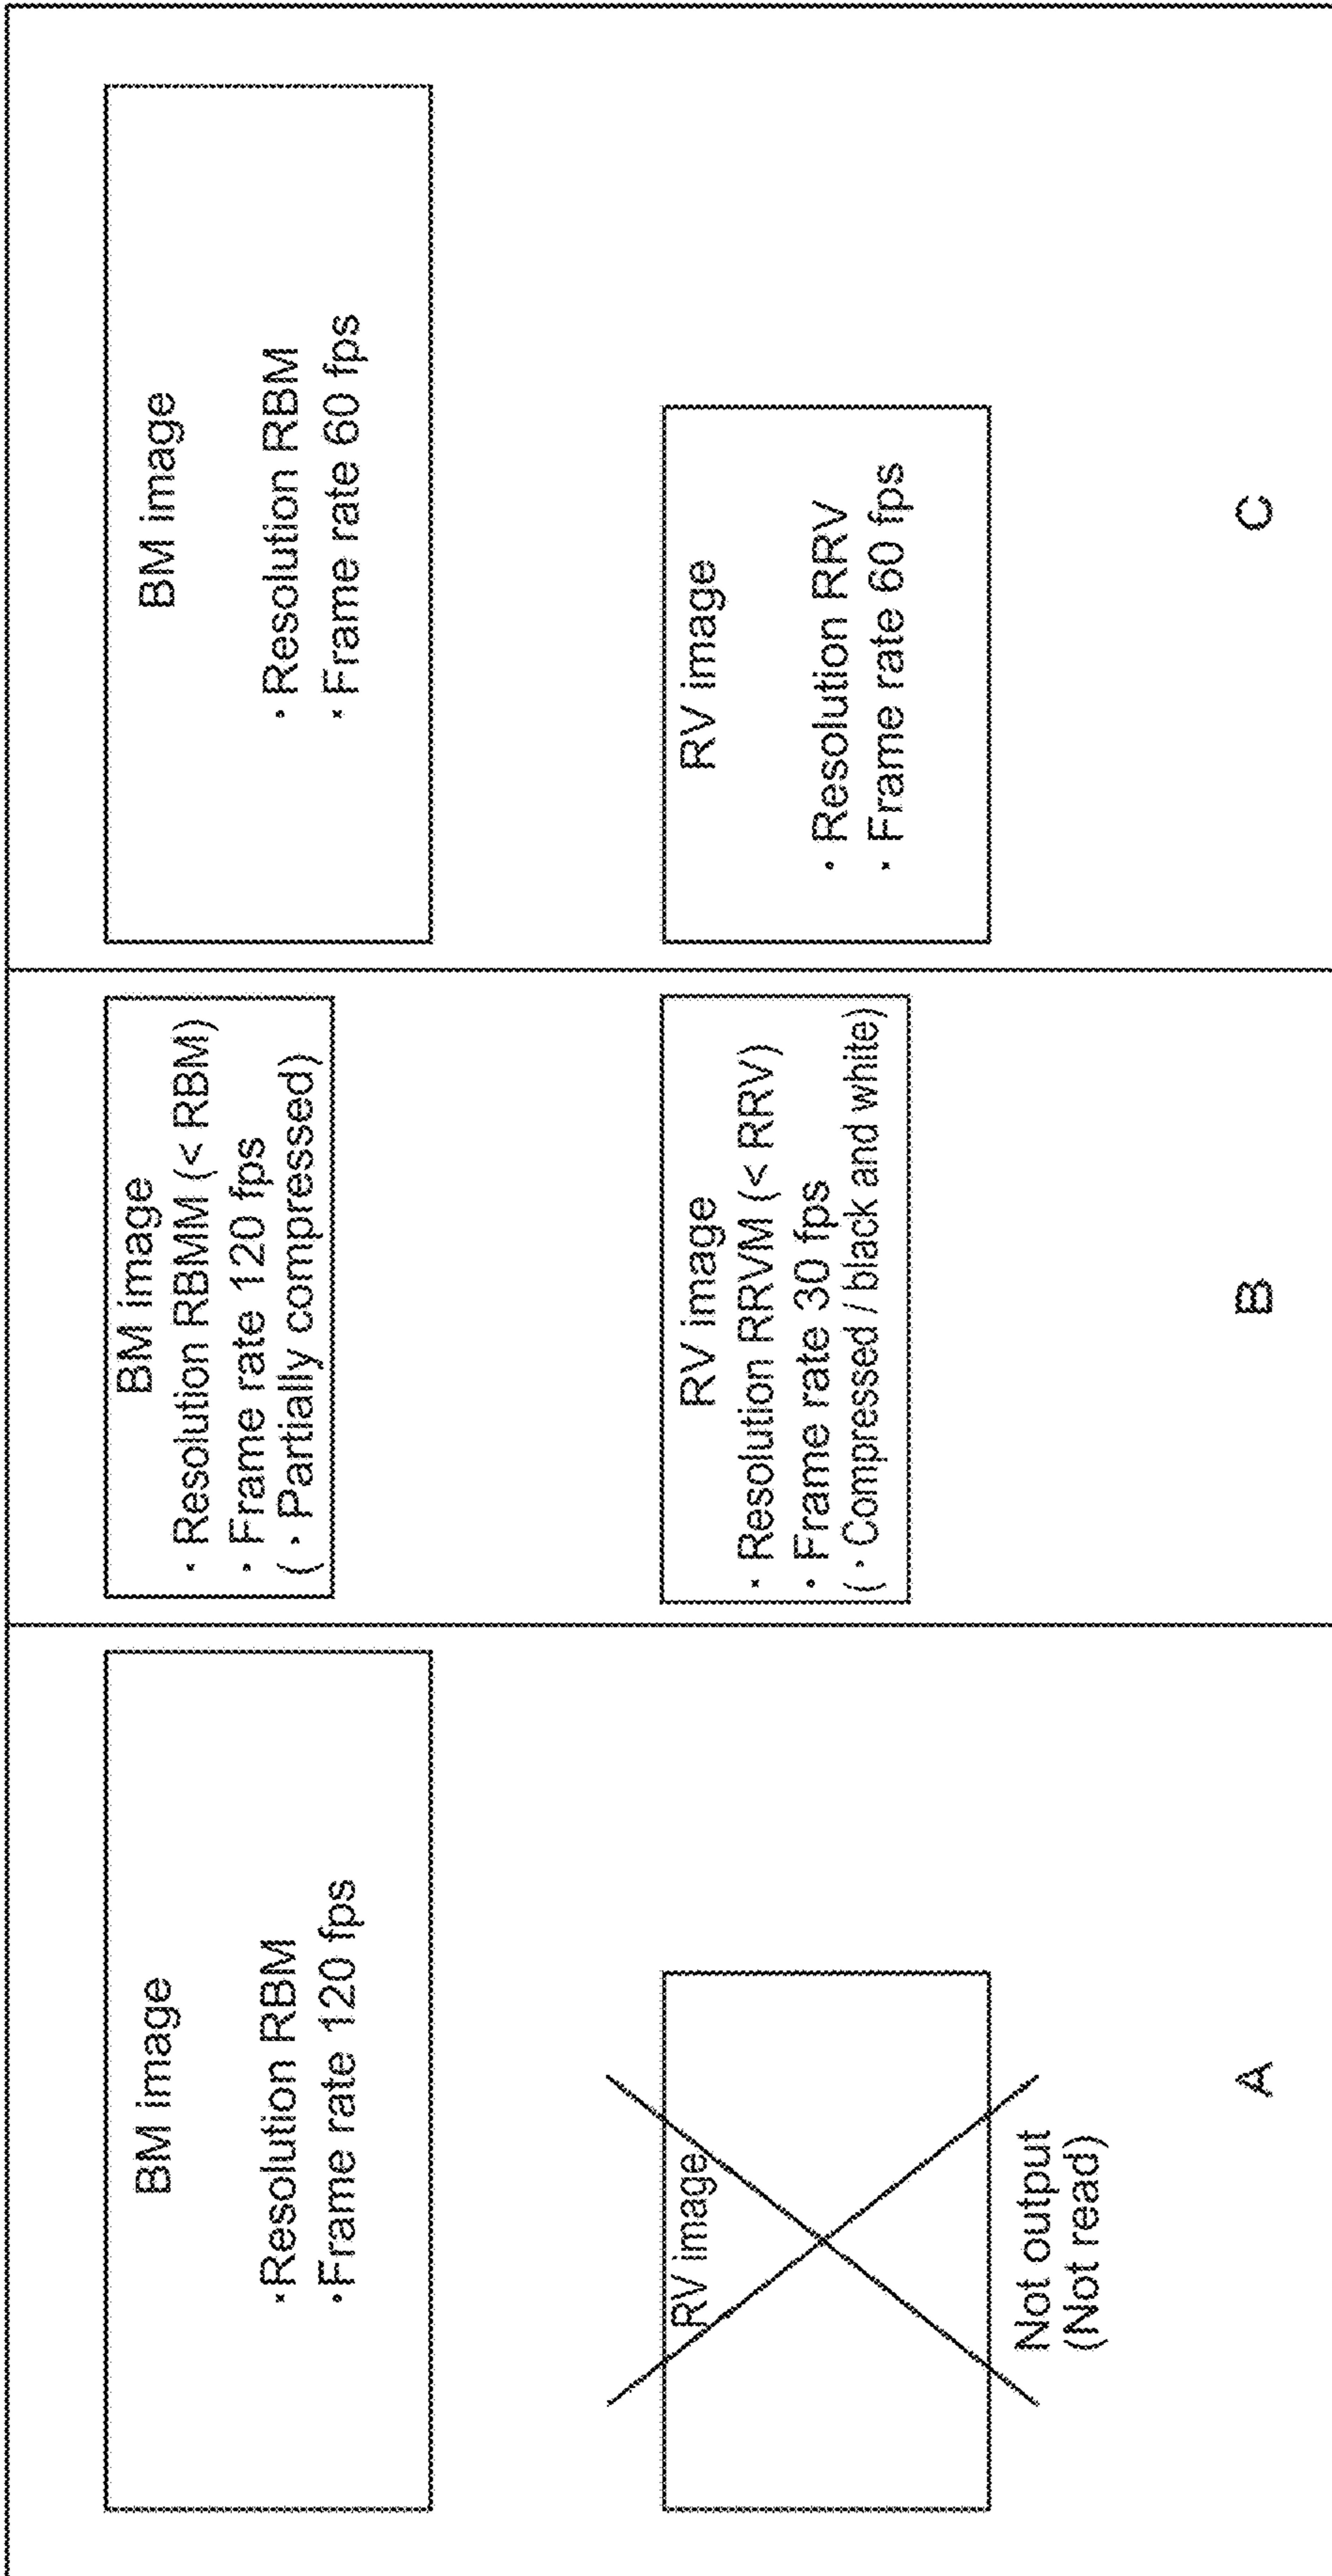 BM image
·Resolution RBM
·Frame rate 120 fps
RV image
Not output
(Not read)
A
BM image
· Resolution RBMM (< RBM)
· Frame rate 120 fps
( · Partially compressed)
RV image
· Resolution RRVM (< RRV)
· Frame rate 30 fps
( · Compressed / black and white)
B
BM image
· Resolution RBM
· Frame rate 60 fps
RV image
· Resolution RRV
· Frame rate 60 fps
C